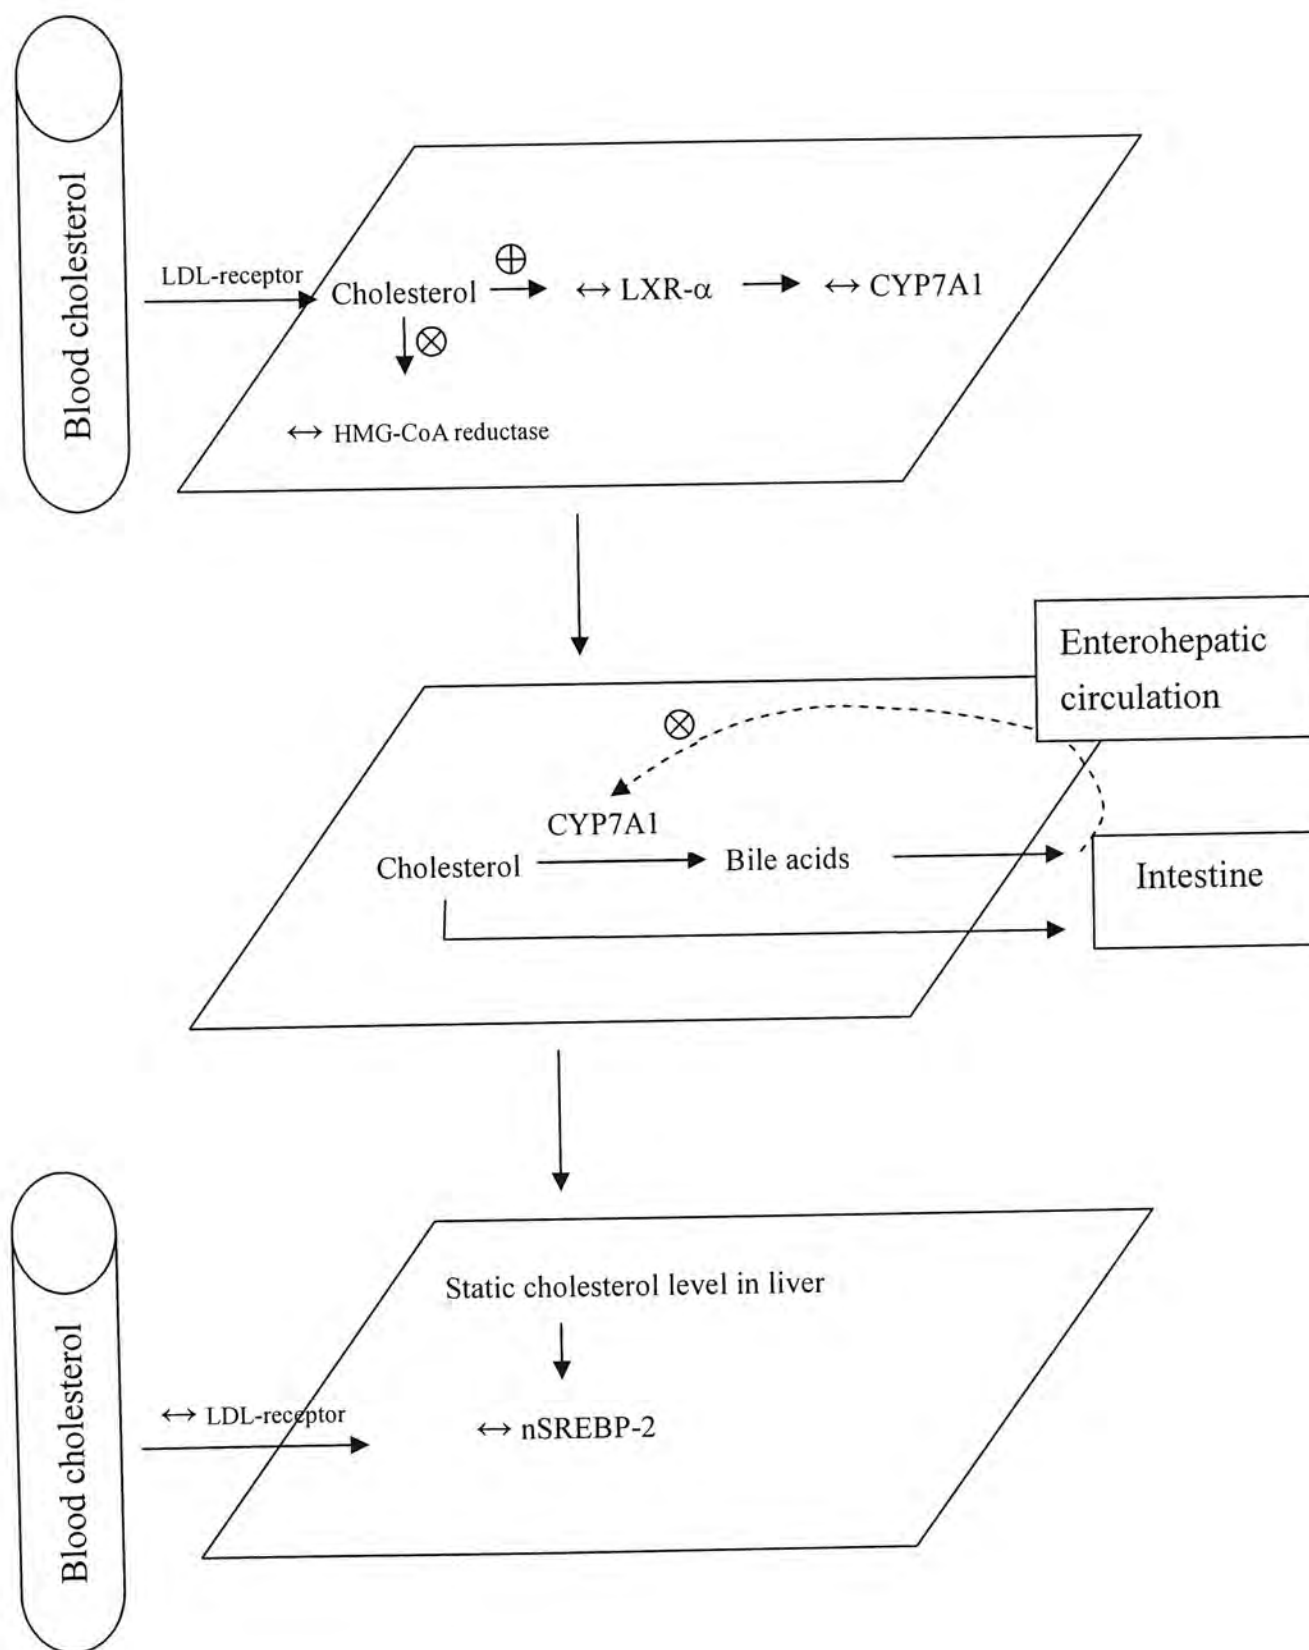 Blood cholesterol
LDL-receptor
Cholesterol ⊕ ↔ LXR-α ↔ CYP7A1
⊗
↔ HMG-CoA reductase
Enterohepatic
circulation
⊗
CYP7A1
Cholesterol Bile acids
Intestine
Static cholesterol level in liver
Blood cholesterol
↔ LDL-receptor
↔ nSREBP-2